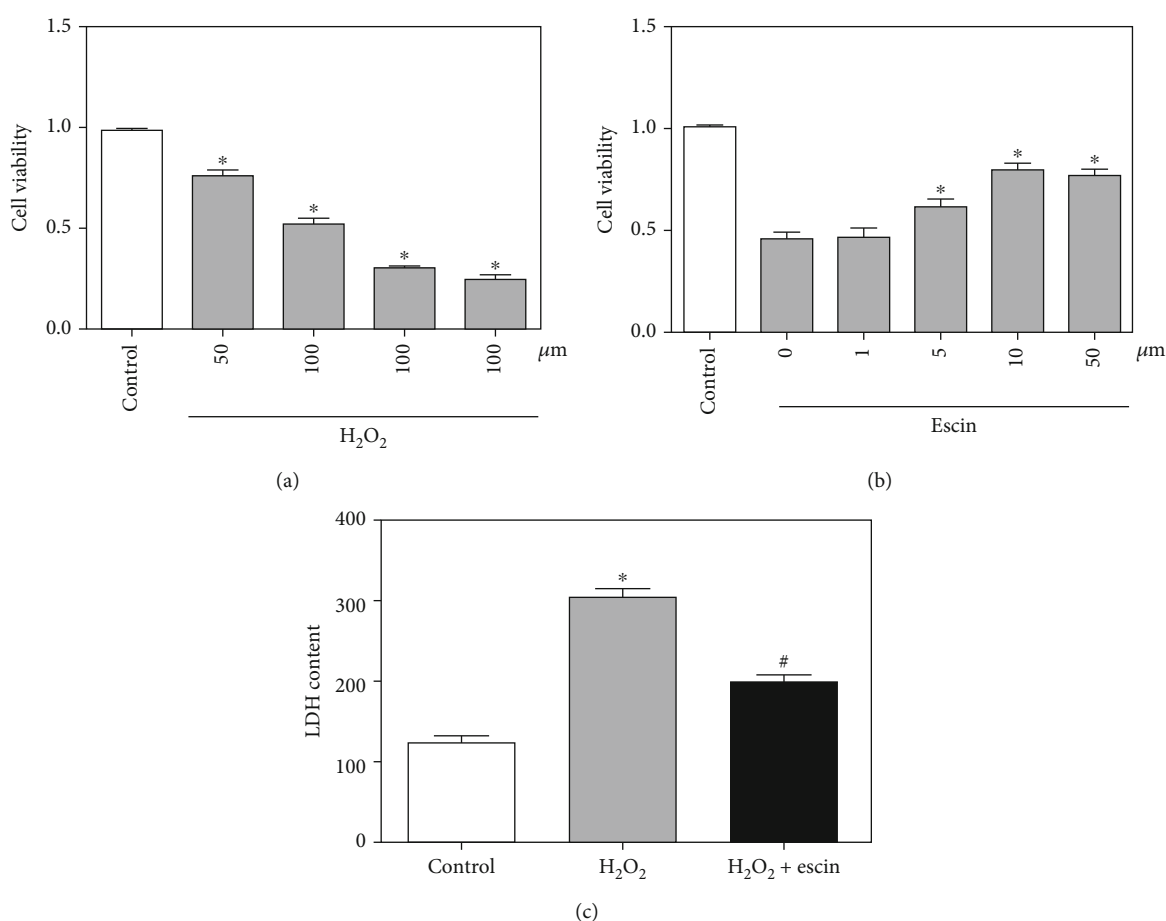 1.5
1.0
0.5
0.0
Cell viability
*
*
*
*
Control
50
100
100
100
μm
H₂O₂
(a)
1.5
1.0
0.5
0.0
Cell viability
*
*
*
Control
0
1
5
10
50
μm
Escin
(b)
400
300
200
100
0
LDH content
*
#
Control
H₂O₂
H₂O₂ + escin
(c)